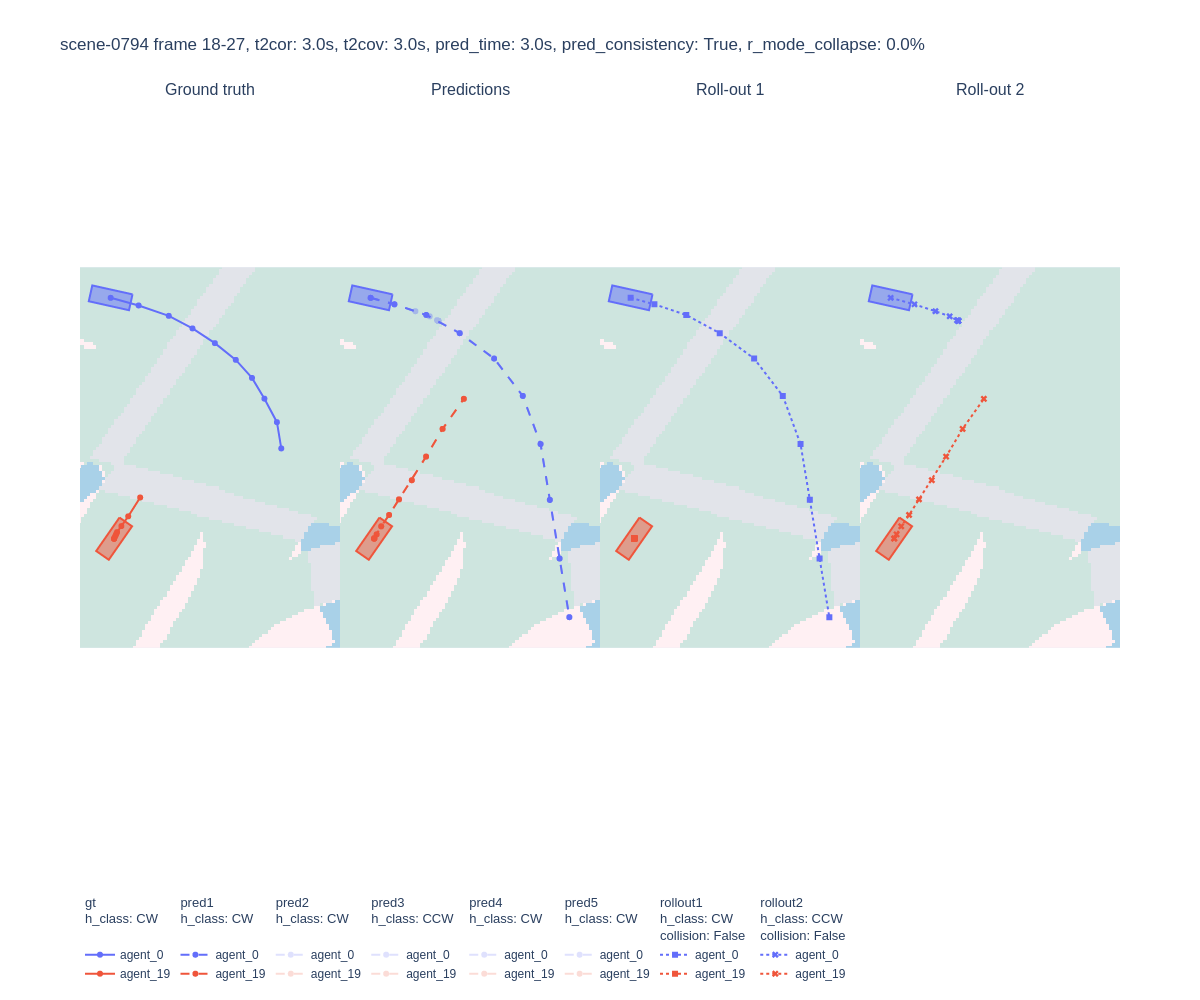 scene-0794 frame 18-27, t2cor: 3.0s, t2cov: 3.0s, pred_time: 3.0s, pred_consistency: True, r_mode_collapse: 0.0%
Ground truth
Predictions
Roll-out 1
Roll-out 2
gt
h_class: CW
agent_0
agent_19
pred1
h_class: CW
agent_0
agent_19
pred2
h_class: CW
agent_0
agent_19
pred3
h_class: CCW
agent_0
agent_19
pred4
h_class: CW
agent_0
agent_19
pred5
h_class: CW
agent_0
agent_19
rollout1
h_class: CW
collision: False
agent_0
agent_19
rollout2
h_class: CCW
collision: False
agent_0
agent_19